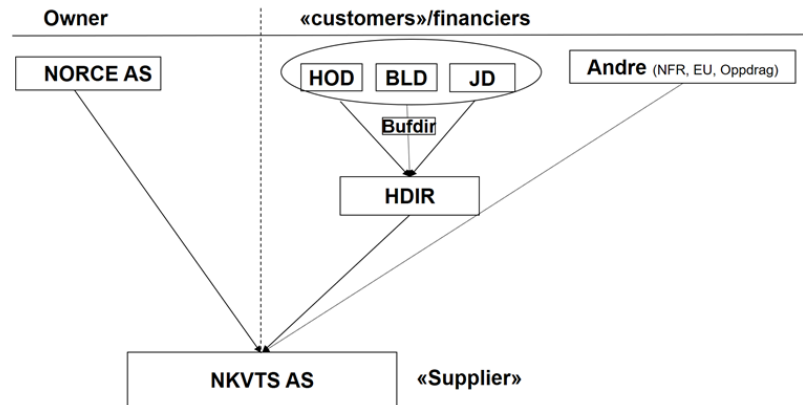 Owner
«customers»/financiers
NORCE AS
HOD
BLD
JD
Andre (NFR, EU, Oppdrag)
Bufdir
HDIR
NKVTS AS
«Supplier»